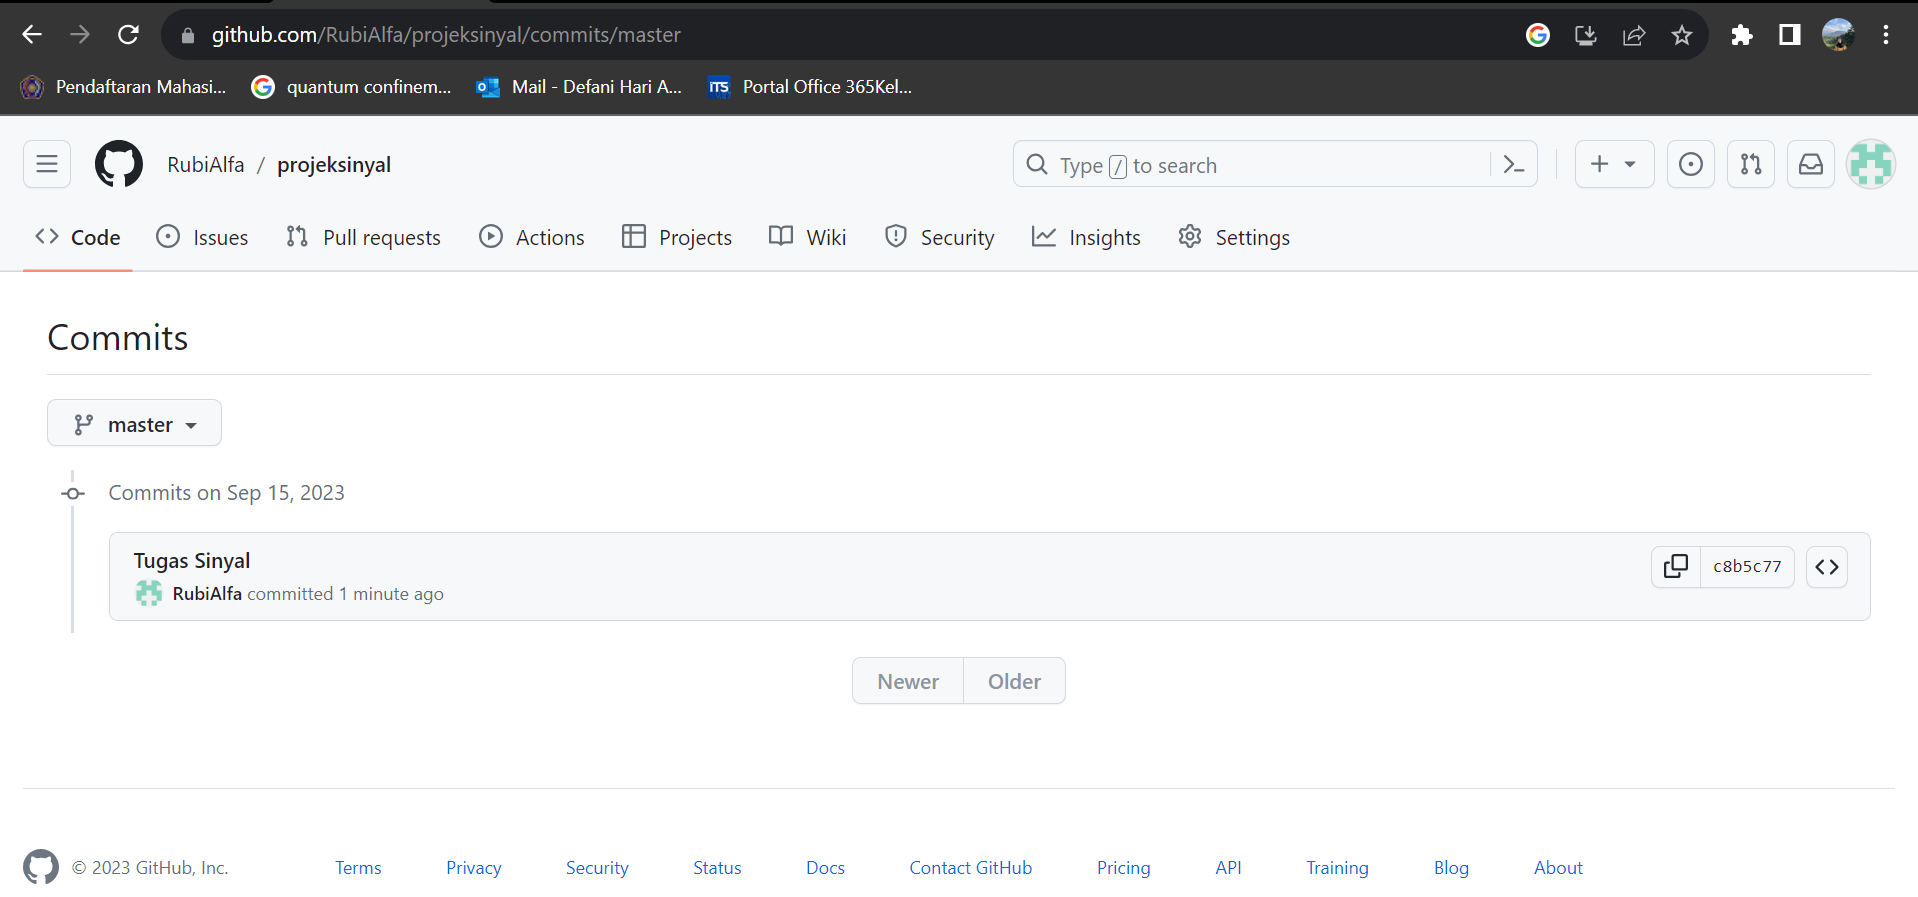 github.com/RubiAlfa/projeksinyal/commits/master
Pendaftaran Mahasi... quantum confinem... Mail - Defani Hari A... ITS Portal Office 365Kel...
RubiAlfa / projeksinyal Type / to search
Code Issues Pull requests Actions Projects Wiki Security Insights Settings
Commits
master
Commits on Sep 15, 2023
Tugas Sinyal
c8b5c77
RubiAlfa committed 1 minute ago
Newer Older
© 2023 GitHub, Inc. Terms Privacy Security Status Docs Contact GitHub Pricing API Training Blog About